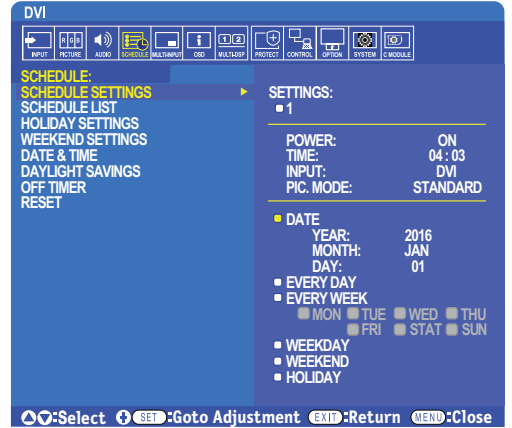 DVI
INPUT RGB PICTURE AUDIO SCHEDULE MULTI-INPUT OSD 1 2 MULTI-DSP PROTECT CONTROL OPTION SYSTEM C MODULE
SCHEDULE:
SCHEDULE SETTINGS
SCHEDULE LIST
HOLIDAY SETTINGS
WEEKEND SETTINGS
DATE & TIME
DAYLIGHT SAVINGS
OFF TIMER
RESET
SETTINGS:
1
POWER: ON
TIME: 04 : 03
INPUT: DVI
PIC. MODE: STANDARD
DATE
YEAR: 2016
MONTH: JAN
DAY: 01
EVERY DAY
EVERY WEEK
MON TUE WED THU
FRI STAT SUN
WEEKDAY
WEEKEND
HOLIDAY
:Select SET :Goto Adjustment EXIT :Return MENU :Close